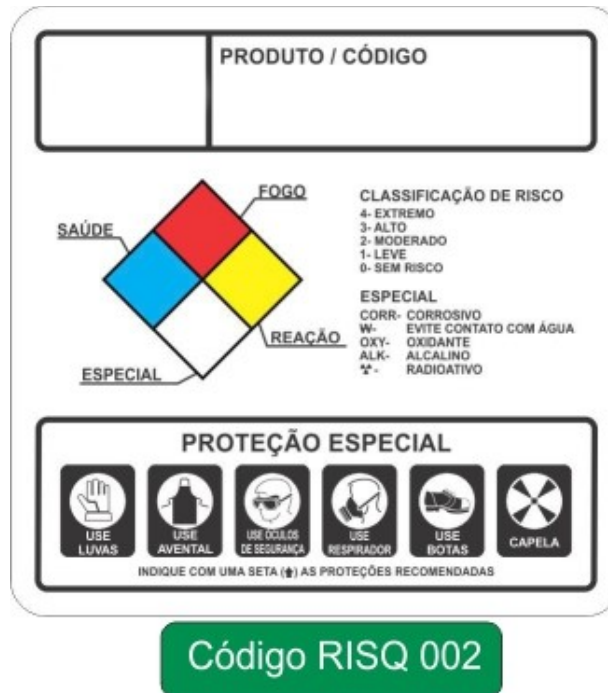 PRODUTO / CÓDIGO
FOGO
SAÚDE
REAÇÃO
ESPECIAL
CLASSIFICAÇÃO DE RISCO
4- EXTREMO
3- ALTO
2- MODERADO
1- LEVE
0- SEM RISCO
ESPECIAL
CORR- CORROSIVO
W- EVITE CONTATO COM ÁGUA
OXY- OXIDANTE
ALK- ALCALINO
☢- RADIOATIVO
PROTEÇÃO ESPECIAL
USE LUVAS
USE AVENTAL
USE ÓCULOS DE SEGURANÇA
USE RESPIRADOR
USE BOTAS
CAPELA
INDIQUE COM UMA SETA (⬆) AS PROTEÇÕES RECOMENDADAS
Código RISQ 002